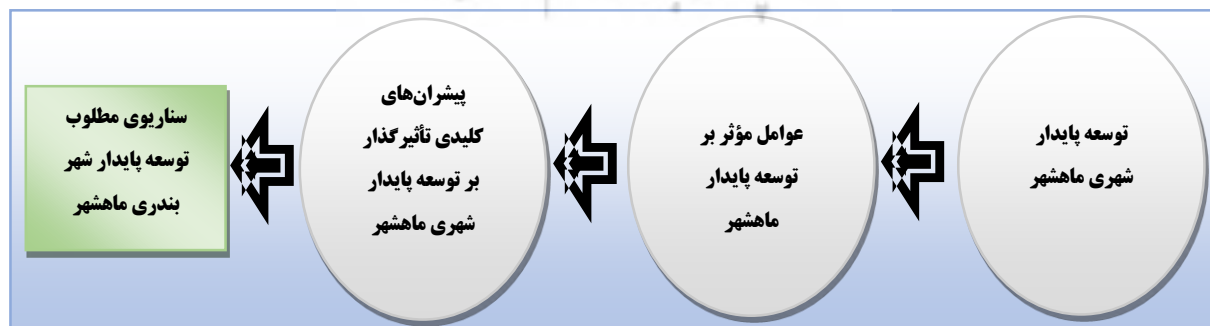 توسعه پایدار
شهری ماهشهر
عوامل مؤثر بر
توسعه پایدار
ماهشهر
پیشران‌های
کلیدی تأثیرگذار
بر توسعه پایدار
شهری ماهشهر
سناریوی مطلوب
توسعه پایدار شهر
بندری ماهشهر